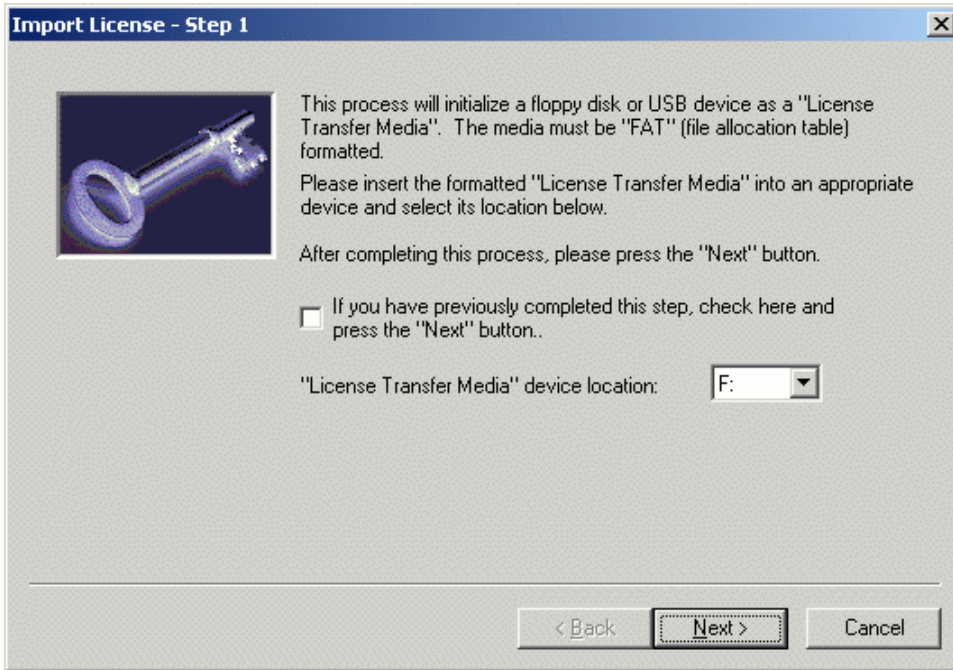 Import License - Step 1
This process will initialize a floppy disk or USB device as a "License
Transfer Media".  The media must be "FAT" (file allocation table)
formatted.
Please insert the formatted "License Transfer Media" into an appropriate
device and select its location below.
After completing this process, please press the "Next" button.
If you have previously completed this step, check here and
press the "Next" button..
"License Transfer Media" device location:
F:
< Back
Next >
Cancel